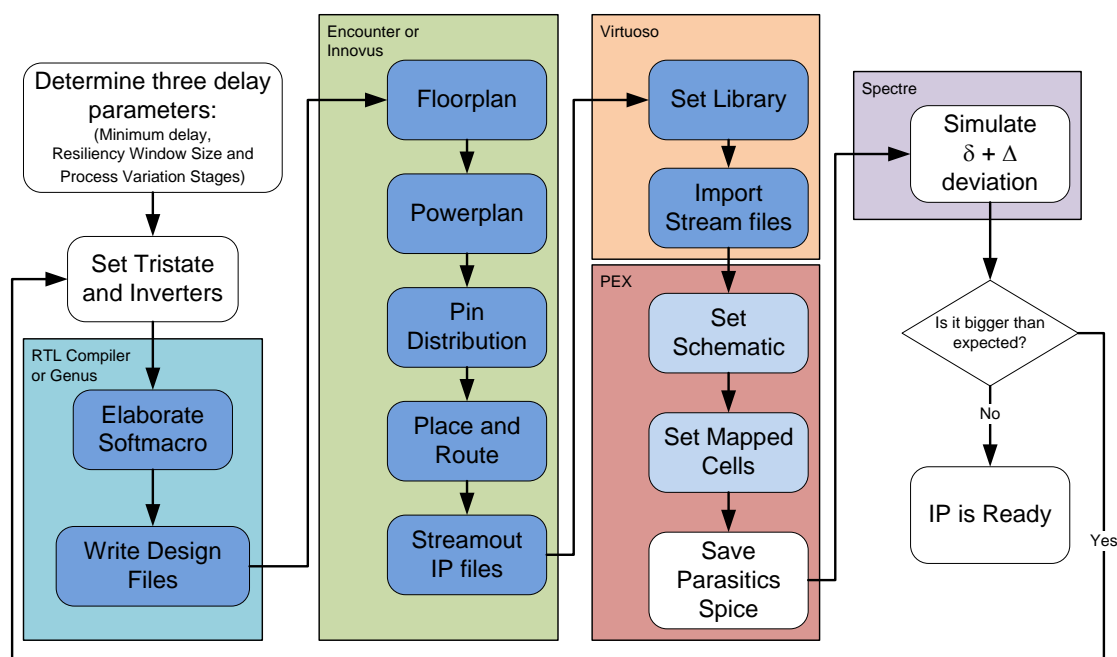 Determine three delay
parameters:
(Minimum delay,
Resiliency Window Size and
Process Variation Stages)
Set Tristate
and Inverters
RTL Compiler
or Genus
Elaborate
Softmacro
Write Design
Files
Encounter or
Innovus
Floorplan
Powerplan
Pin
Distribution
Place and
Route
Streamout
IP files
Virtuoso
Set Library
Import
Stream files
PEX
Set
Schematic
Set Mapped
Cells
Save
Parasitics
Spice
Spectre
Simulate
δ + Δ
deviation
Is it bigger than
expected?
No
IP is Ready
Yes